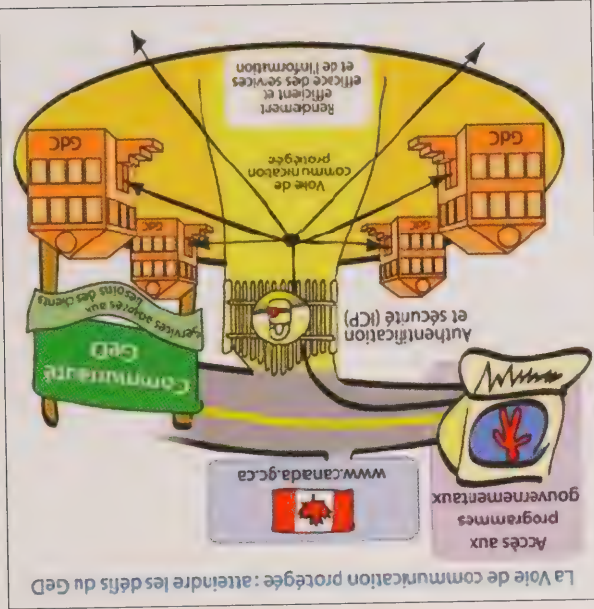 La Voie de communication protégée : atteindre les défis du GeD
Accès aux
programmes
gouvernementaux
www.canada.gc.ca
Communauté
GeD
Services adaptés aux
besoins des clients
Authentification
et sécurité (ICP)
GdC
GdC
GdC
GdC
Voie de
communication
protégée
Rendement
efficient et
efficace des services
et de l'information